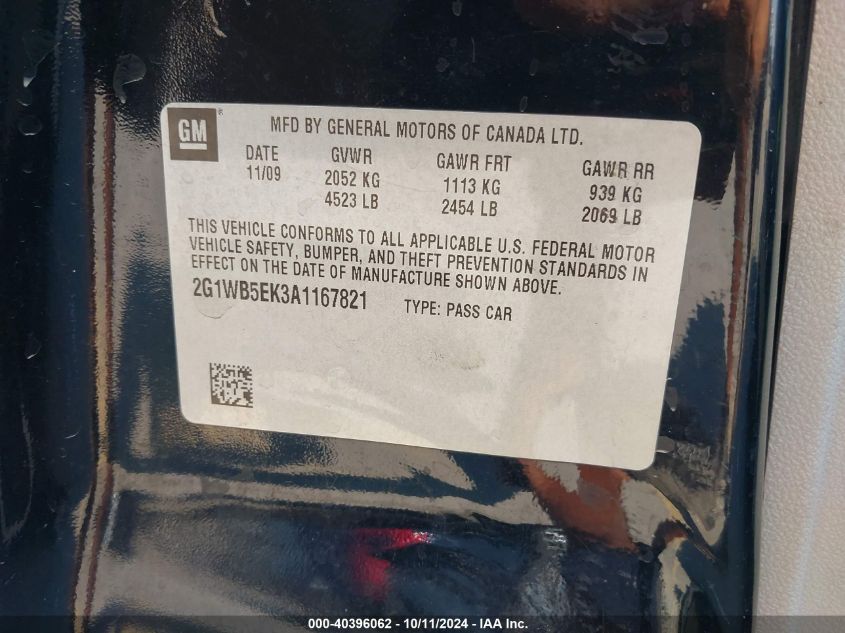 GM
MFD BY GENERAL MOTORS OF CANADA LTD.
DATE GVWR GAWR FRT GAWR RR
11/09 2052 KG 1113 KG 939 KG
4523 LB 2454 LB 2069 LB
THIS VEHICLE CONFORMS TO ALL APPLICABLE U.S. FEDERAL MOTOR
VEHICLE SAFETY, BUMPER, AND THEFT PREVENTION STANDARDS IN
EFFECT ON THE DATE OF MANUFACTURE SHOWN ABOVE.
2G1WB5EK3A1167821 TYPE: PASS CAR
000-40396062 - 10/11/2024 - IAA Inc.